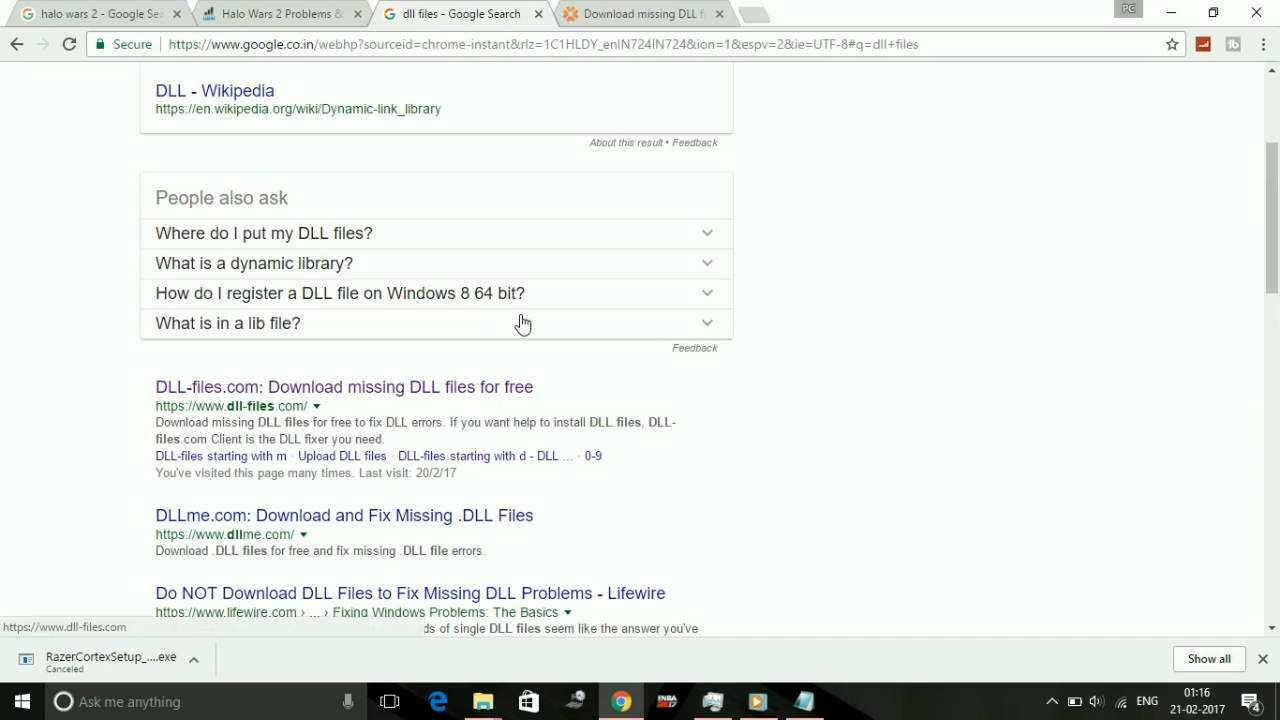 halo wars 2 - Google Sea
Halo Wars 2 Problems &
dll files - Google Search
Download missing DLL f
PC
Secure
https://www.google.co.in/webhp?sourceid=chrome-instant&rlz=1C1HLDY_enIN724IN724&ion=1&espv=2&ie=UTF-8#q=dll+files
DLL - Wikipedia
https://en.wikipedia.org/wiki/Dynamic-link_library
About this result • Feedback
People also ask
Where do I put my DLL files?
What is a dynamic library?
How do I register a DLL file on Windows 8 64 bit?
What is in a lib file?
Feedback
DLL-files.com: Download missing DLL files for free
https://www.dll-files.com/
Download missing DLL files for free to fix DLL errors. If you want help to install DLL files, DLL-
files.com Client is the DLL fixer you need.
DLL-files starting with m · Upload DLL files · DLL-files starting with d - DLL ... · 0-9
You've visited this page many times. Last visit: 20/2/17
DLLme.com: Download and Fix Missing .DLL Files
https://www.dllme.com/
Download .DLL files for free and fix missing .DLL file errors.
Do NOT Download DLL Files to Fix Missing DLL Problems - Lifewire
https://www.lifewire.com › ... › Fixing Windows Problems: The Basics
https://www.dll-files.com
ds of single DLL files seem like the answer you've
RazerCortexSetup_....exe
Canceled
Show all
Ask me anything
ENG
01:16
21-02-2017
4